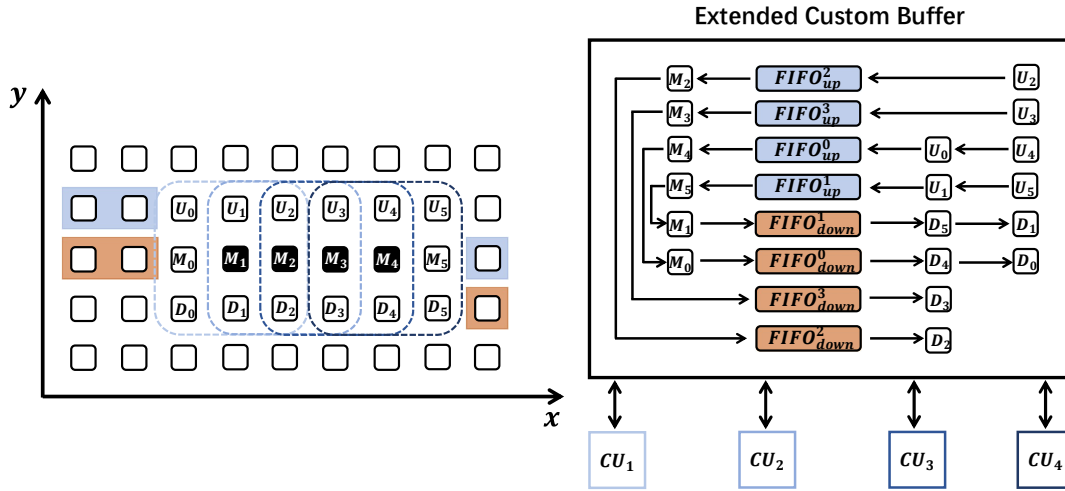 Extended Custom Buffer
y
U₀ U₁ U₂ U₃ U₄ U₅
M₀ M₁ M₂ M₃ M₄ M₅
D₀ D₁ D₂ D₃ D₄ D₅
x
M₂ FIFO²up U₂
M₃ FIFO³up U₃
M₄ FIFO⁰up U₀ U₄
M₅ FIFO¹up U₁ U₅
M₁ FIFO¹down D₅ D₁
M₀ FIFO⁰down D₄ D₀
FIFO³down D₃
FIFO²down D₂
CU₁ CU₂ CU₃ CU₄